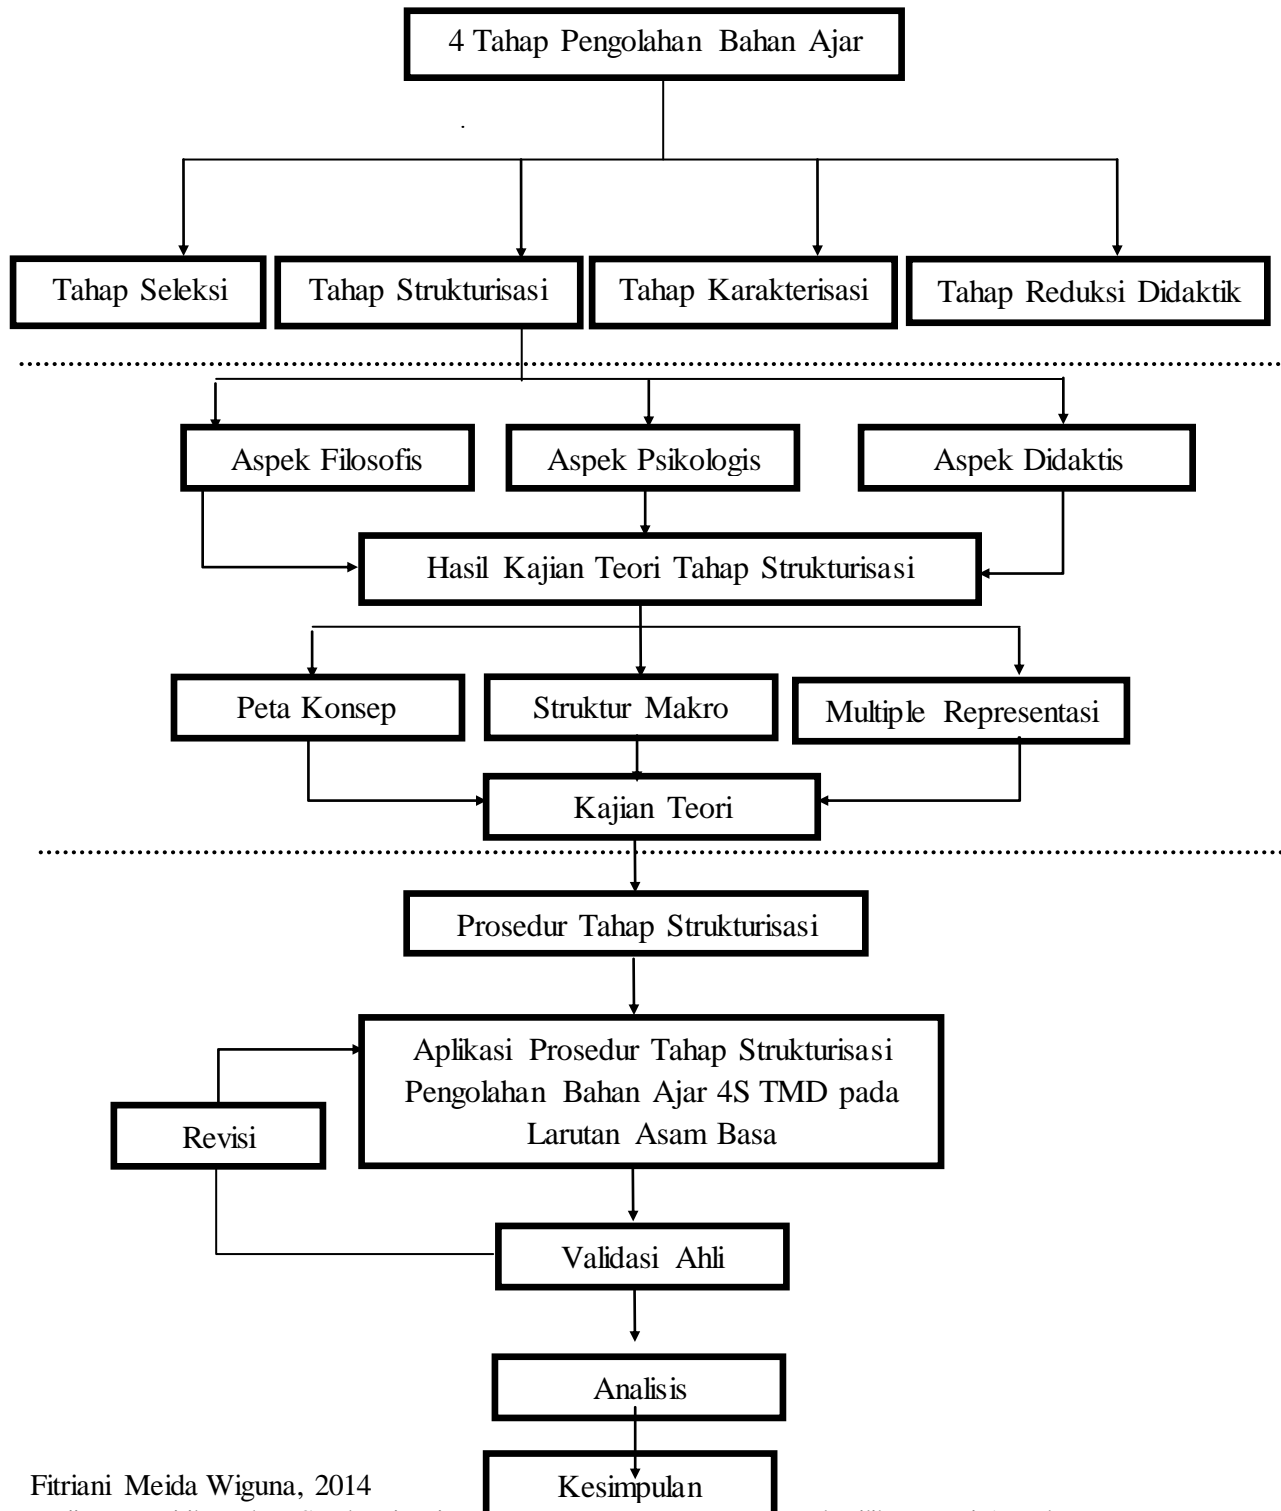 4 Tahap Pengolahan Bahan Ajar
Tahap Seleksi
Tahap Strukturisasi
Tahap Karakterisasi
Tahap Reduksi Didaktik
Aspek Filosofis
Aspek Psikologis
Aspek Didaktis
Hasil Kajian Teori Tahap Strukturisasi
Peta Konsep
Struktur Makro
Multiple Representasi
Kajian Teori
Prosedur Tahap Strukturisasi
Aplikasi Prosedur Tahap Strukturisasi
Pengolahan Bahan Ajar 4S TMD pada
Larutan Asam Basa
Revisi
Validasi Ahli
Analisis
Kesimpulan
Fitriani Meida Wiguna, 2014